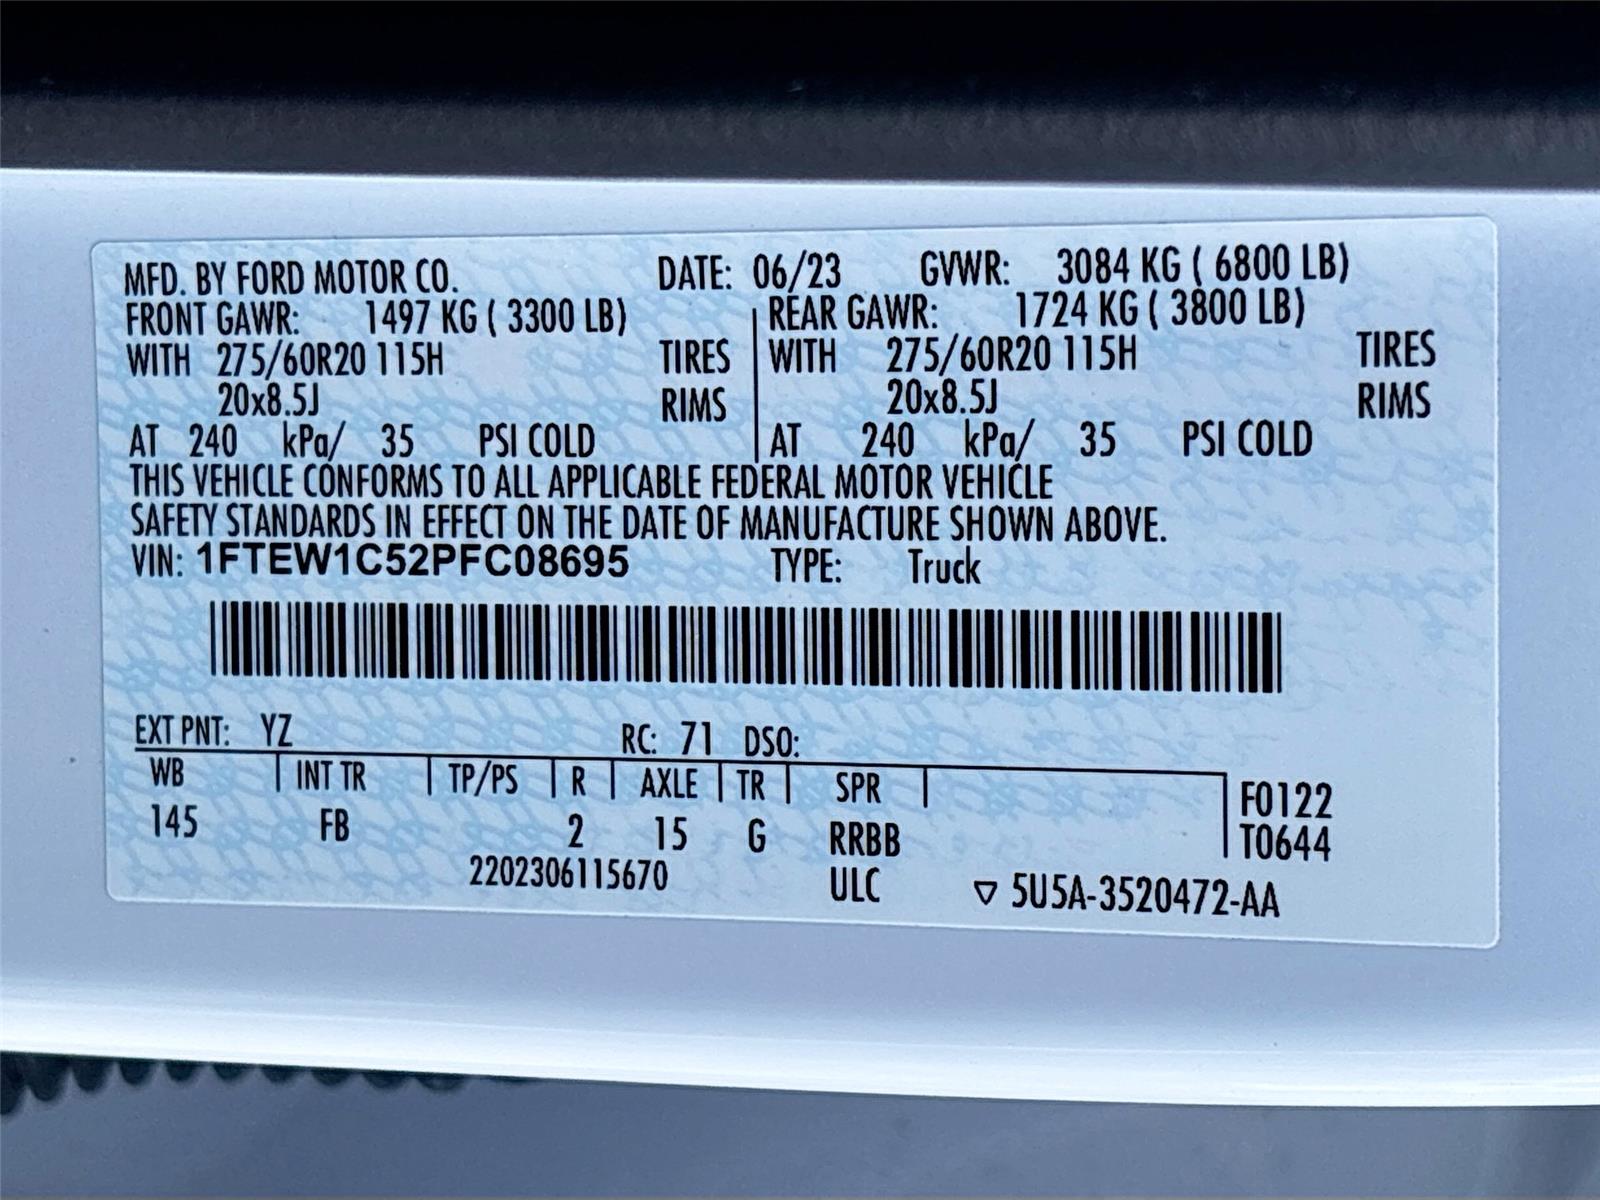 MFD. BY FORD MOTOR CO. DATE: 06/23 GVWR: 3084 KG ( 6800 LB)
FRONT GAWR: 1497 KG ( 3300 LB) REAR GAWR: 1724 KG ( 3800 LB)
WITH 275/60R20 115H TIRES WITH 275/60R20 115H TIRES
20x8.5J RIMS 20x8.5J RIMS
AT 240 kPa/ 35 PSI COLD AT 240 kPa/ 35 PSI COLD
THIS VEHICLE CONFORMS TO ALL APPLICABLE FEDERAL MOTOR VEHICLE
SAFETY STANDARDS IN EFFECT ON THE DATE OF MANUFACTURE SHOWN ABOVE.
VIN: 1FTEW1C52PFC08695 TYPE: Truck
EXT PNT: YZ RC: 71 DSO:
WB INT TR TP/PS R AXLE TR SPR F0122
145 FB 2 15 G RRBB T0644
2202306115670 ULC ▽ 5U5A-3520472-AA